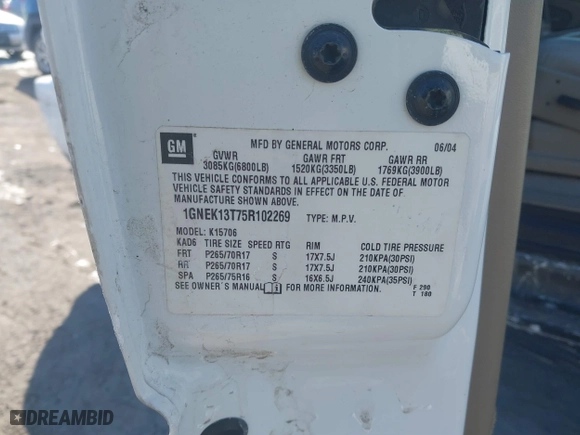 GM
MFD BY GENERAL MOTORS CORP. 06/04
GVWR GAWR FRT GAWR RR
3085KG(6800LB) 1520KG(3350LB) 1769KG(3900LB)
THIS VEHICLE CONFORMS TO ALL APPLICABLE U.S. FEDERAL MOTOR
VEHICLE SAFETY STANDARDS IN EFFECT ON THE DATE OF
MANUFACTURE SHOWN ABOVE.
1GNEK13T75R102269 TYPE: M.P.V.
MODEL: K15706
KAD6 TIRE SIZE SPEED RTG RIM COLD TIRE PRESSURE
FRT P265/70R17 S 17X7.5J 210KPA(30PSI)
RR P265/70R17 S 17X7.5J 210KPA(30PSI)
SPA P265/75R16 S 16X6.5J 240KPA(35PSI)
SEE OWNER'S MANUAL FOR MORE INFORMATION. F 290
T 180
DREAMBID